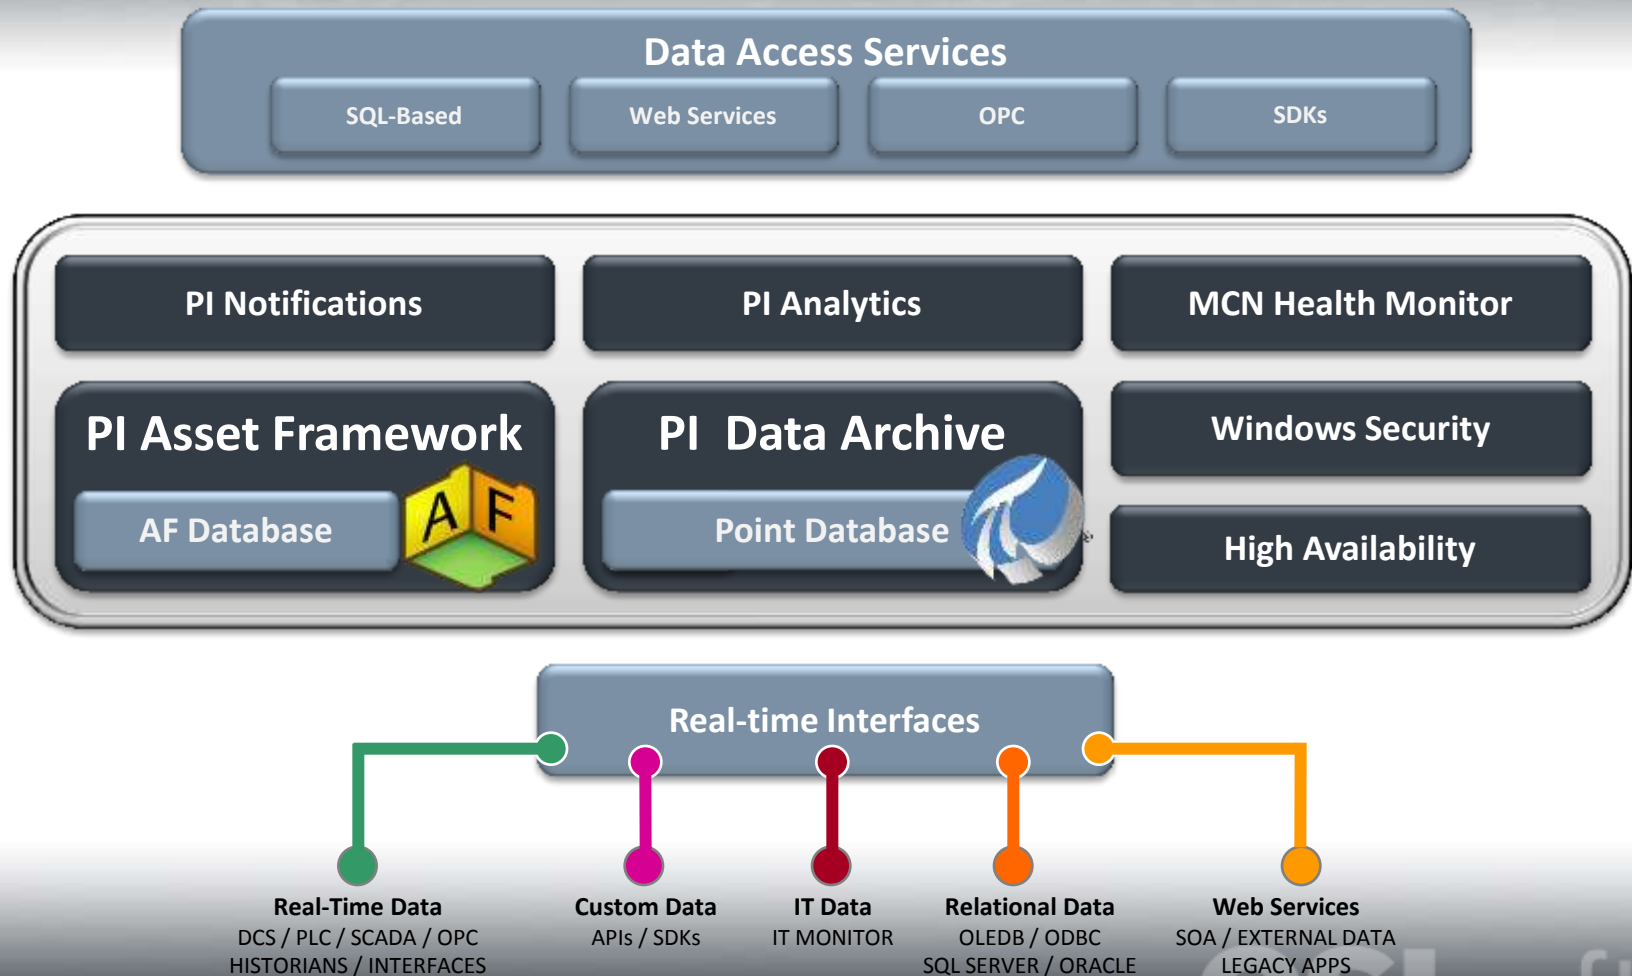 Data Access Services
SQL-Based
Web Services
OPC
SDKs
PI Notifications
PI Analytics
MCN Health Monitor
PI Asset Framework
AF Database
A F
PI Data Archive
Point Database
Windows Security
High Availability
Real-time Interfaces
Real-Time Data
DCS / PLC / SCADA / OPC
HISTORIANS / INTERFACES
Custom Data
APIs / SDKs
IT Data
IT MONITOR
Relational Data
OLEDB / ODBC
SQL SERVER / ORACLE
Web Services
SOA / EXTERNAL DATA
LEGACY APPS